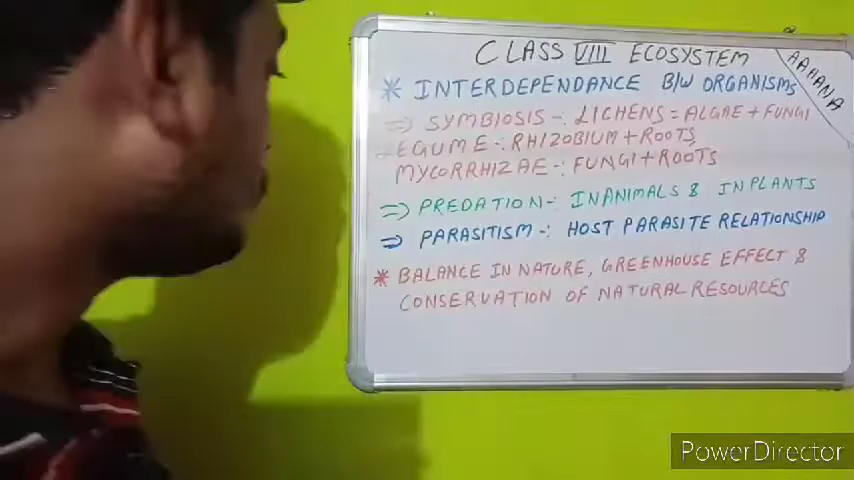 CLASS VIII ECOSYSTEM
AAHANA
* INTERDEPENDANCE B/W ORGANISMS
⇒ SYMBIOSIS -: LICHENS = ALGAE + FUNGI
LEGUME -: RHIZOBIUM + ROOTS
MYCORRHIZAE -: FUNGI + ROOTS
⇒ PREDATION -: IN ANIMALS & IN PLANTS
⇒ PARASITISM -: HOST PARASITE RELATIONSHIP
* BALANCE IN NATURE, GREENHOUSE EFFECT &
CONSERVATION OF NATURAL RESOURCES
PowerDirector